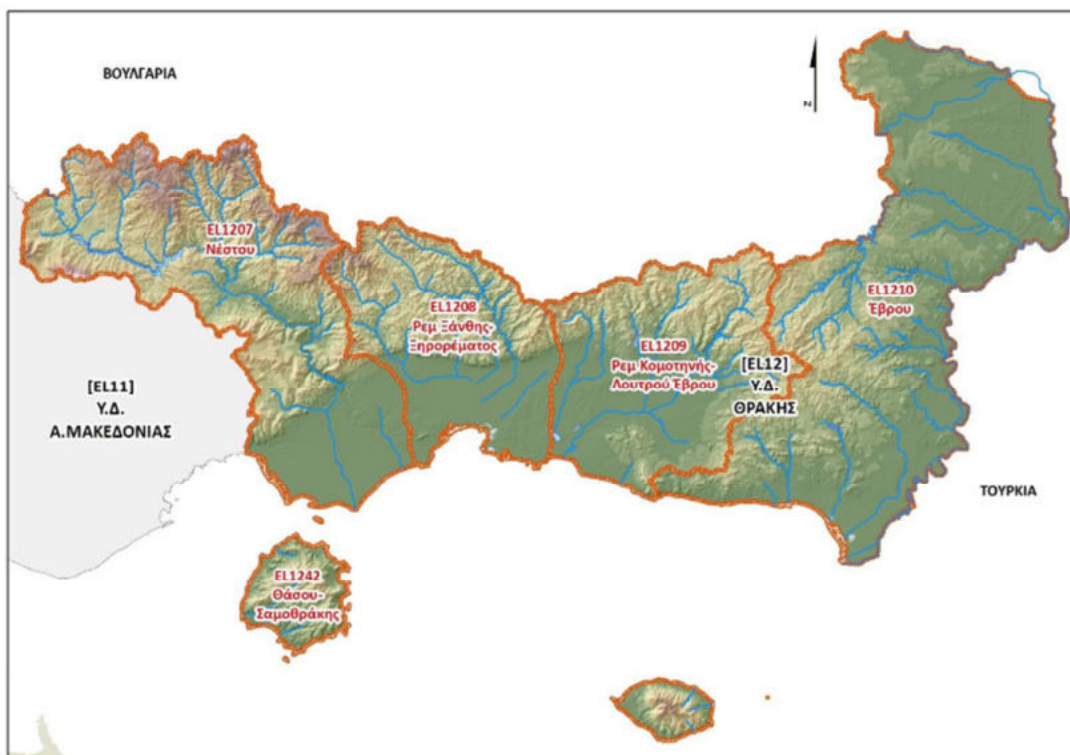 ΒΟΥΛΓΑΡΙΑ
Z
EL1207
Νέστου
EL1208
Ρεμ Ξάνθης-
Ξηρορέματος
EL1209
Ρεμ Κομοτηνής-
Λουτρού Έβρου
EL1210
Έβρου
[EL12]
Υ.Δ.
ΘΡΑΚΗΣ
[EL11]
Υ.Δ.
Α.ΜΑΚΕΔΟΝΙΑΣ
ΤΟΥΡΚΙΑ
EL1242
Θάσου-
Σαμοθράκης